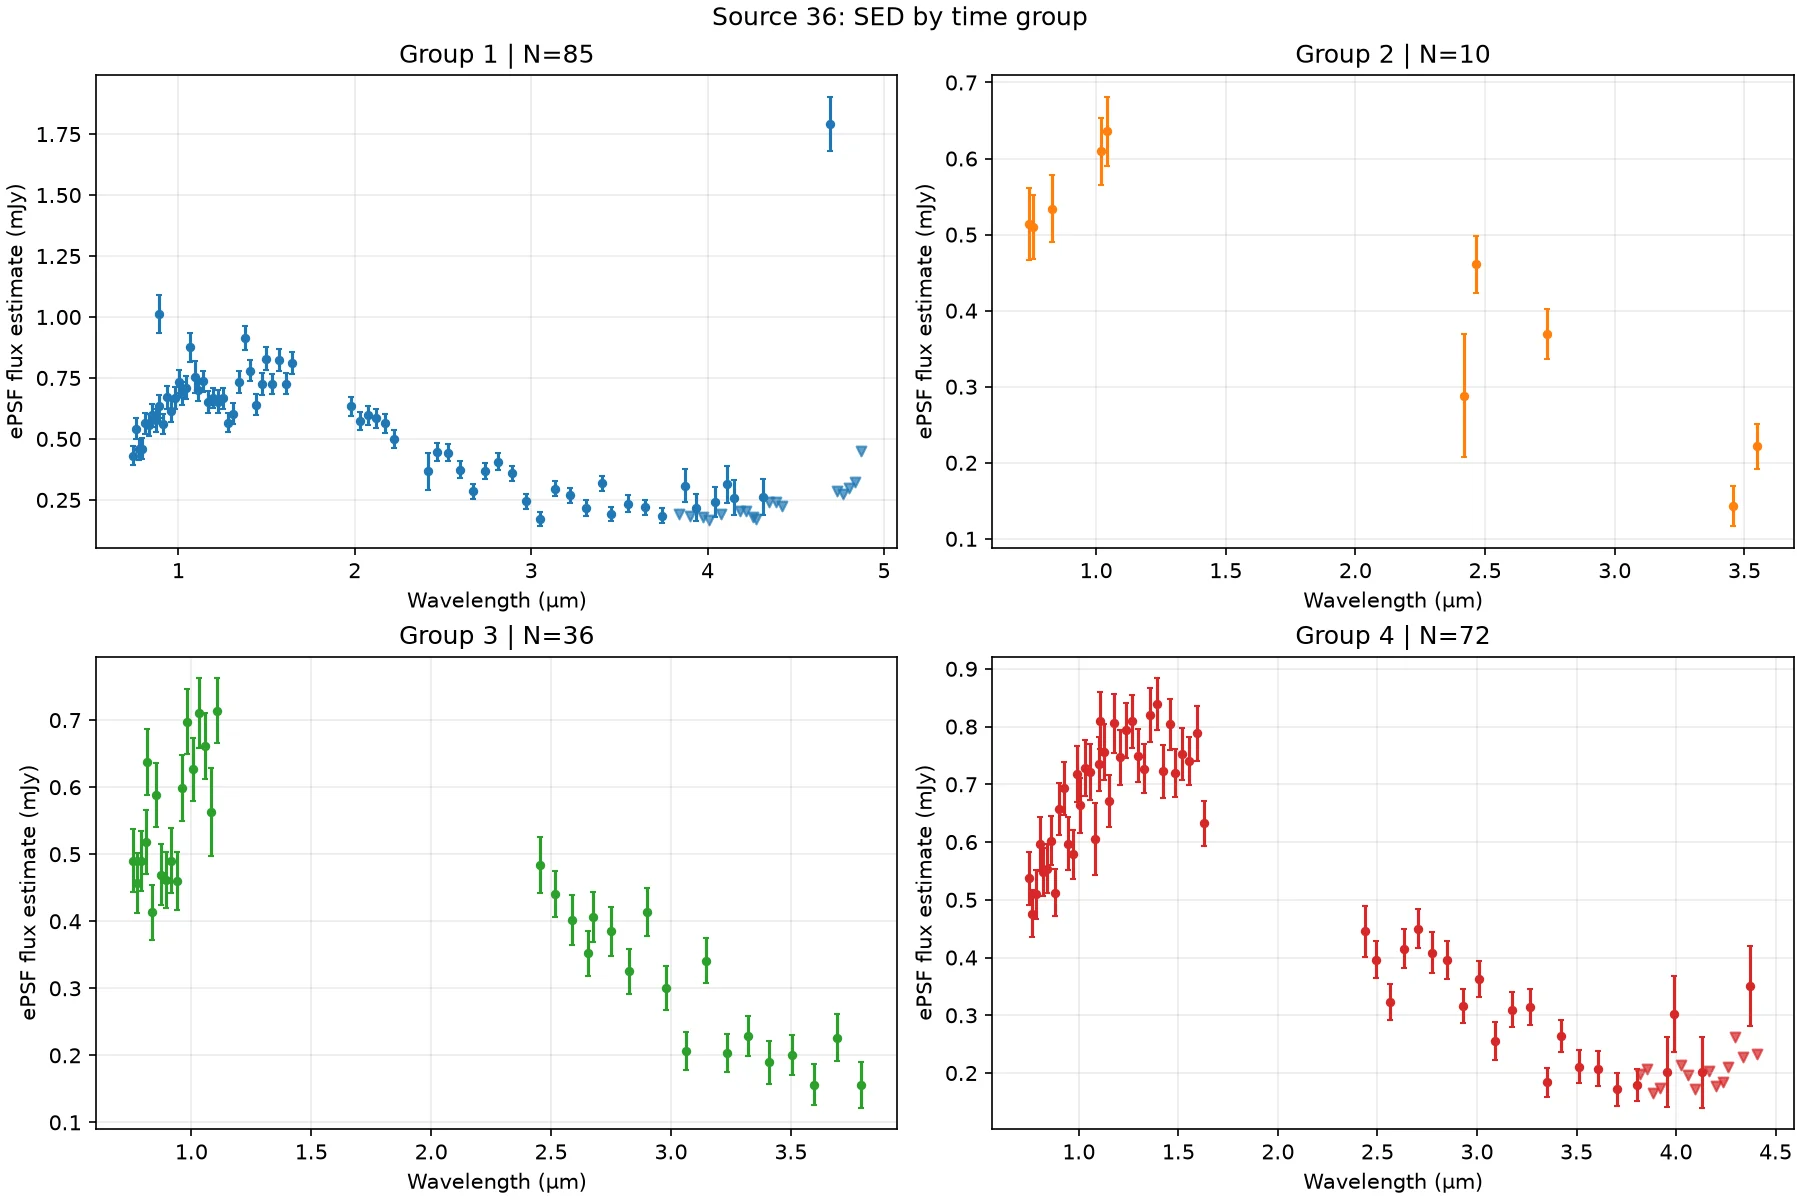 Source 36: SED by time group
Group 1 | N=85
ePSF flux estimate (mJy)
1.75
1.50
1.25
1.00
0.75
0.50
0.25
1 2 3 4 5
Wavelength (µm)
Group 2 | N=10
ePSF flux estimate (mJy)
0.7
0.6
0.5
0.4
0.3
0.2
0.1
1.0 1.5 2.0 2.5 3.0 3.5
Wavelength (µm)
Group 3 | N=36
ePSF flux estimate (mJy)
0.7
0.6
0.5
0.4
0.3
0.2
0.1
1.0 1.5 2.0 2.5 3.0 3.5
Wavelength (µm)
Group 4 | N=72
ePSF flux estimate (mJy)
0.9
0.8
0.7
0.6
0.5
0.4
0.3
0.2
1.0 1.5 2.0 2.5 3.0 3.5 4.0 4.5
Wavelength (µm)